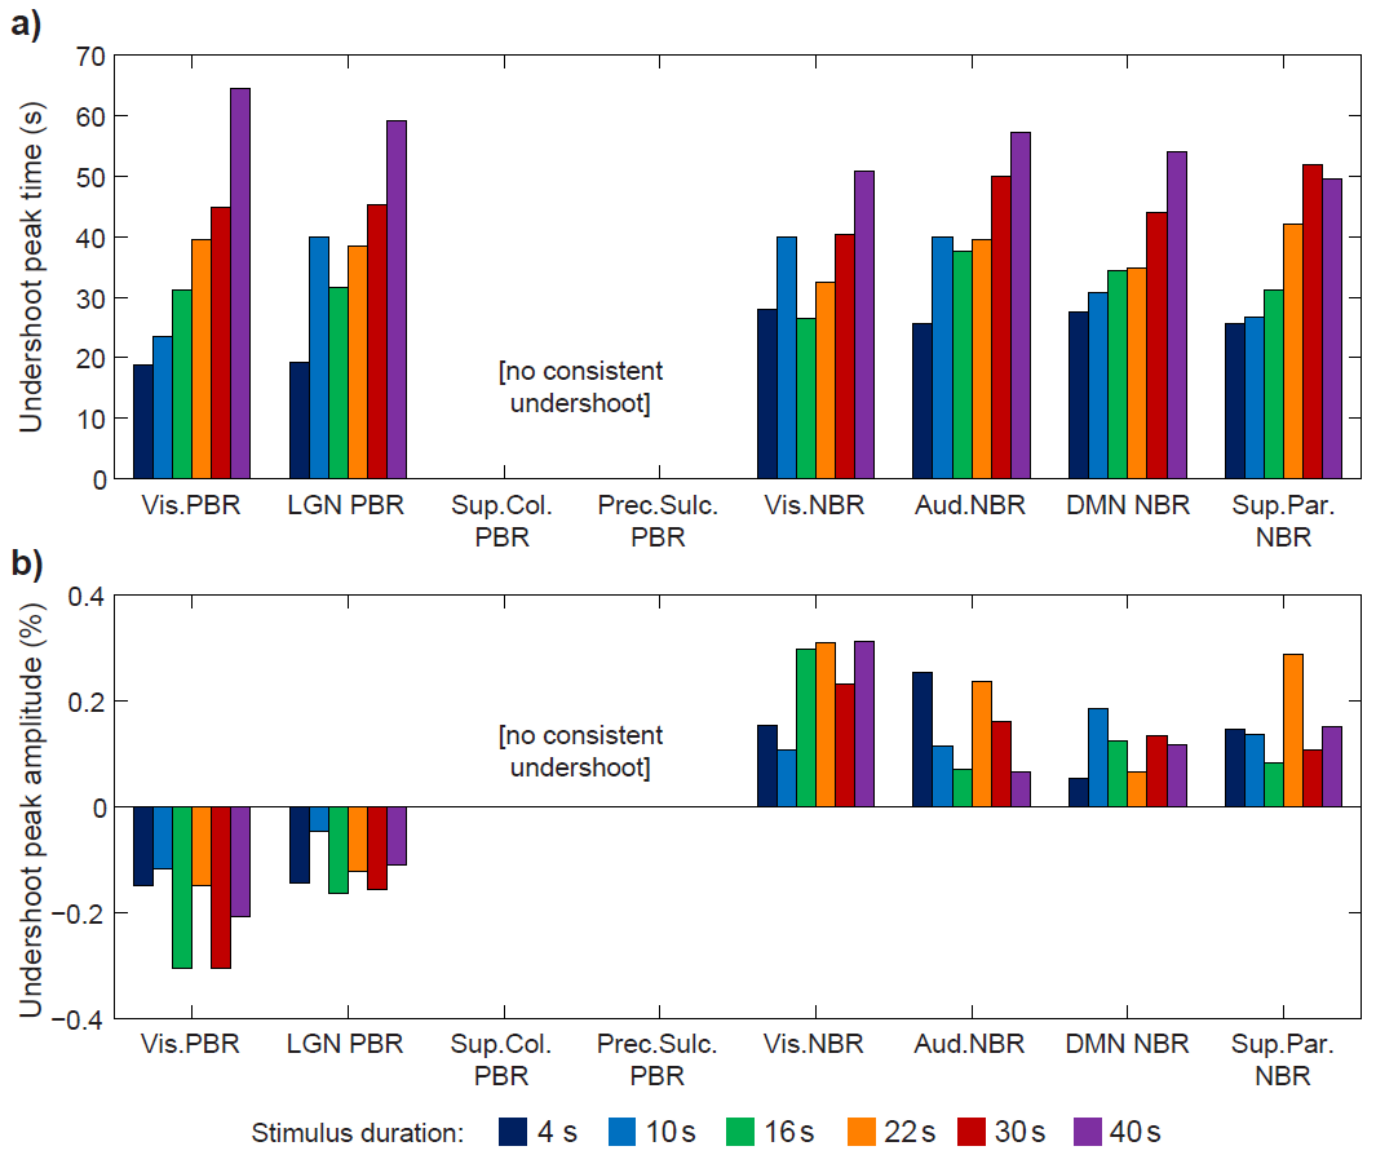 a)
Undershoot peak time (s)
70
60
50
40
30
20
10
0
[no consistent
undershoot]
Vis.PBR
LGN PBR
Sup.Col.
PBR
Prec.Sulc.
PBR
Vis.NBR
Aud.NBR
DMN NBR
Sup.Par.
NBR
b)
Undershoot peak amplitude (%)
0.4
0.2
0
−0.2
−0.4
[no consistent
undershoot]
Vis.PBR
LGN PBR
Sup.Col.
PBR
Prec.Sulc.
PBR
Vis.NBR
Aud.NBR
DMN NBR
Sup.Par.
NBR
Stimulus duration: 4 s 10 s 16 s 22 s 30 s 40 s